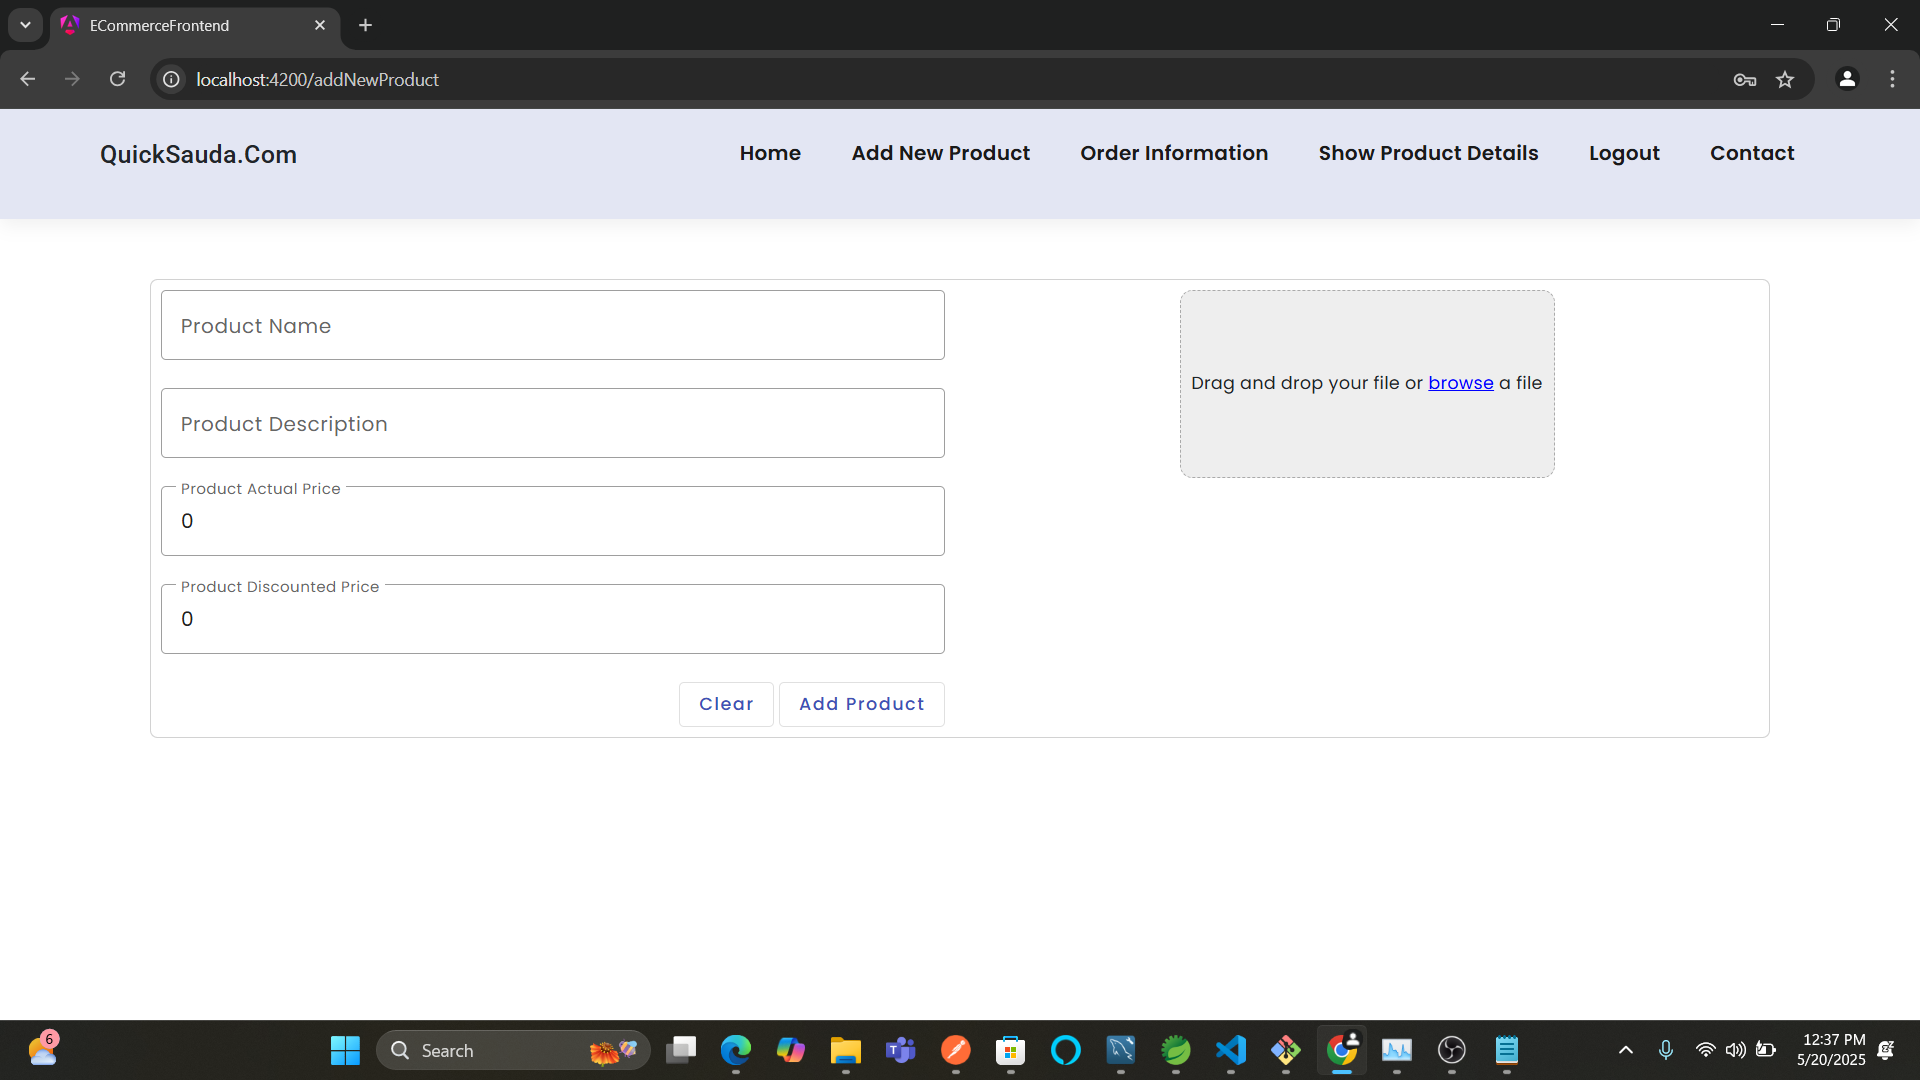 ECommerceFrontend
localhost:4200/addNewProduct
QuickSauda.Com
Home
Add New Product
Order Information
Show Product Details
Logout
Contact
Product Name
Drag and drop your file or browse a file
Product Description
Product Actual Price
0
Product Discounted Price
0
Clear
Add Product
6
Search
12:37 PM
5/20/2025